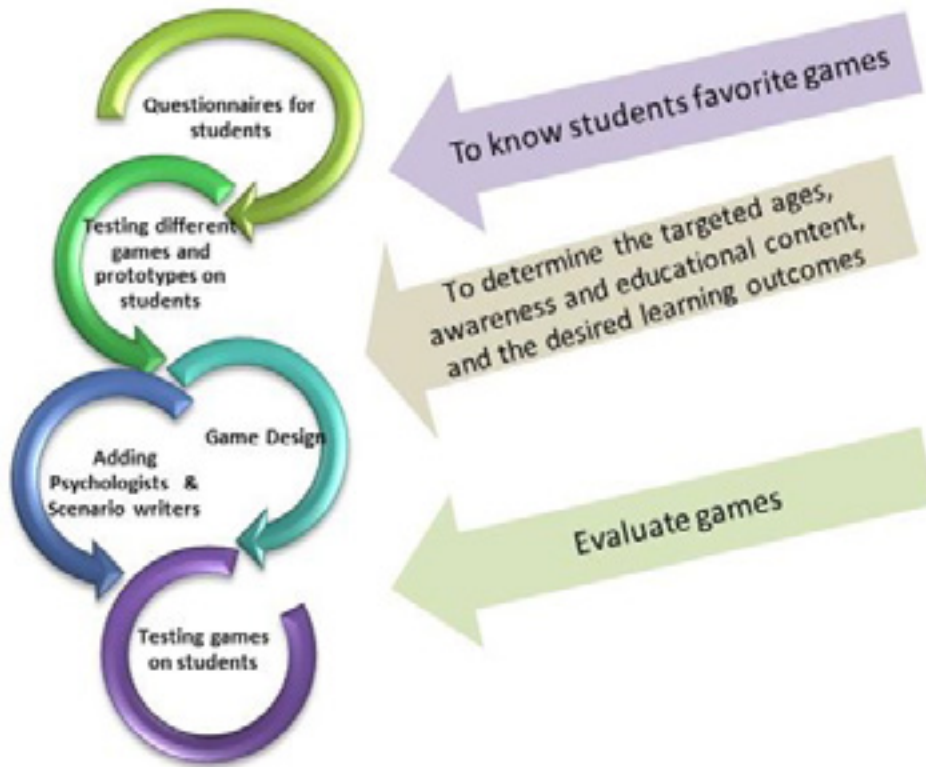 Questionnaires for
students
To know students favorite games
Testing different
games and
prototypes on
students
To determine the targeted ages,
awareness and educational content,
and the desired learning outcomes
Game Design
Adding
Psychologists &
Scenario writers
Evaluate games
Testing games
on students